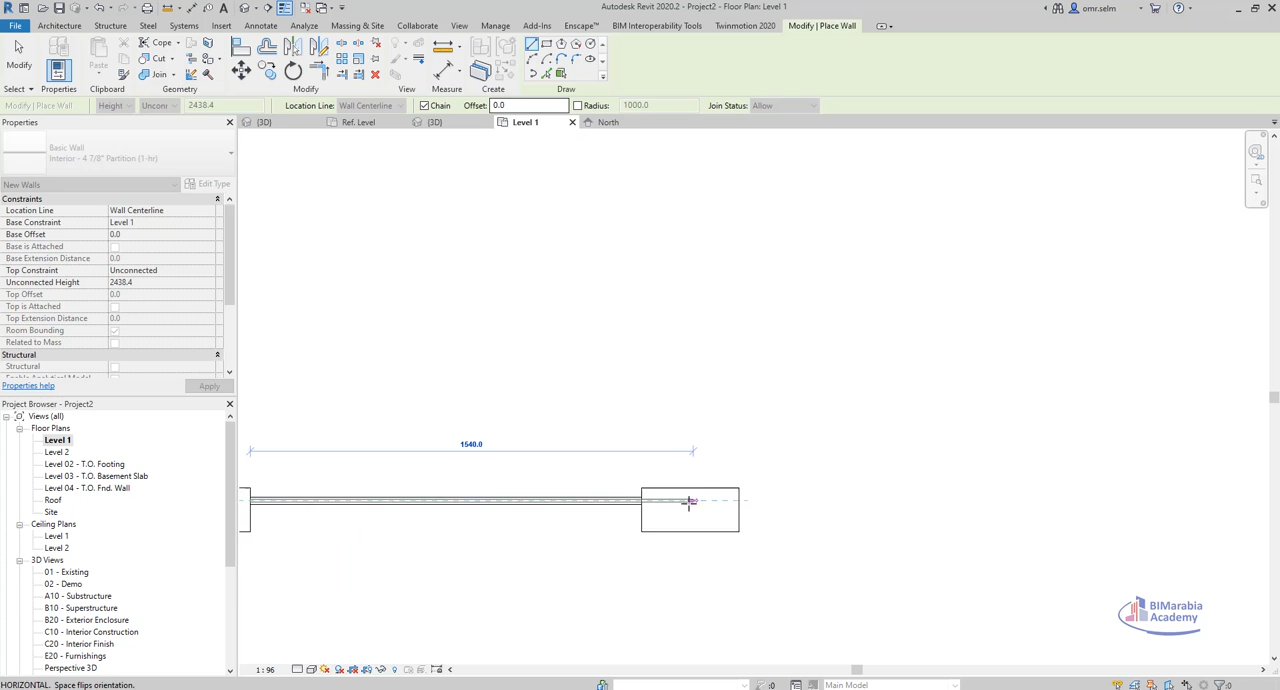 Autodesk Revit 2020.2 - Project2 - Floor Plan: Level 1
omr.selm
File Architecture Structure Steel Systems Insert Annotate Analyze Massing & Site Collaborate View Manage Add-Ins Enscape™ BIM Interoperability Tools Twinmotion 2020 Modify | Place Wall
Cope
Cut
Modify Paste Join
Select Properties Clipboard Geometry Modify View Measure Create Draw
Modify | Place Wall Height Unconr 2438.4 Location Line: Wall Centerline Chain Offset: 0.0 Radius: 1000.0 Join Status: Allow
Properties
{3D} Ref. Level {3D} Level 1 North
Basic Wall
Interior - 4 7/8" Partition (1-hr)
New Walls Edit Type
Constraints
Location Line Wall Centerline
Base Constraint Level 1
Base Offset 0.0
Base is Attached
Base Extension Distance 0.0
Top Constraint Unconnected
Unconnected Height 2438.4
Top Offset 0.0
Top is Attached
Top Extension Distance 0.0
Room Bounding
Related to Mass
Structural
Structural
Properties help Apply
Project Browser - Project2
Views (all)
Floor Plans
Level 1
Level 2
Level 02 - T.O. Footing
Level 03 - T.O. Basement Slab
Level 04 - T.O. Fnd. Wall
Roof
Site
Ceiling Plans
Level 1
Level 2
3D Views
01 - Existing
02 - Demo
A10 - Substructure
B10 - Superstructure
B20 - Exterior Enclosure
C10 - Interior Construction
C20 - Interior Finish
E20 - Furnishings
Perspective 3D
1540.0
BIMarabia
Academy
1 : 96
HORIZONTAL. Space flips orientation. :0 Main Model :0